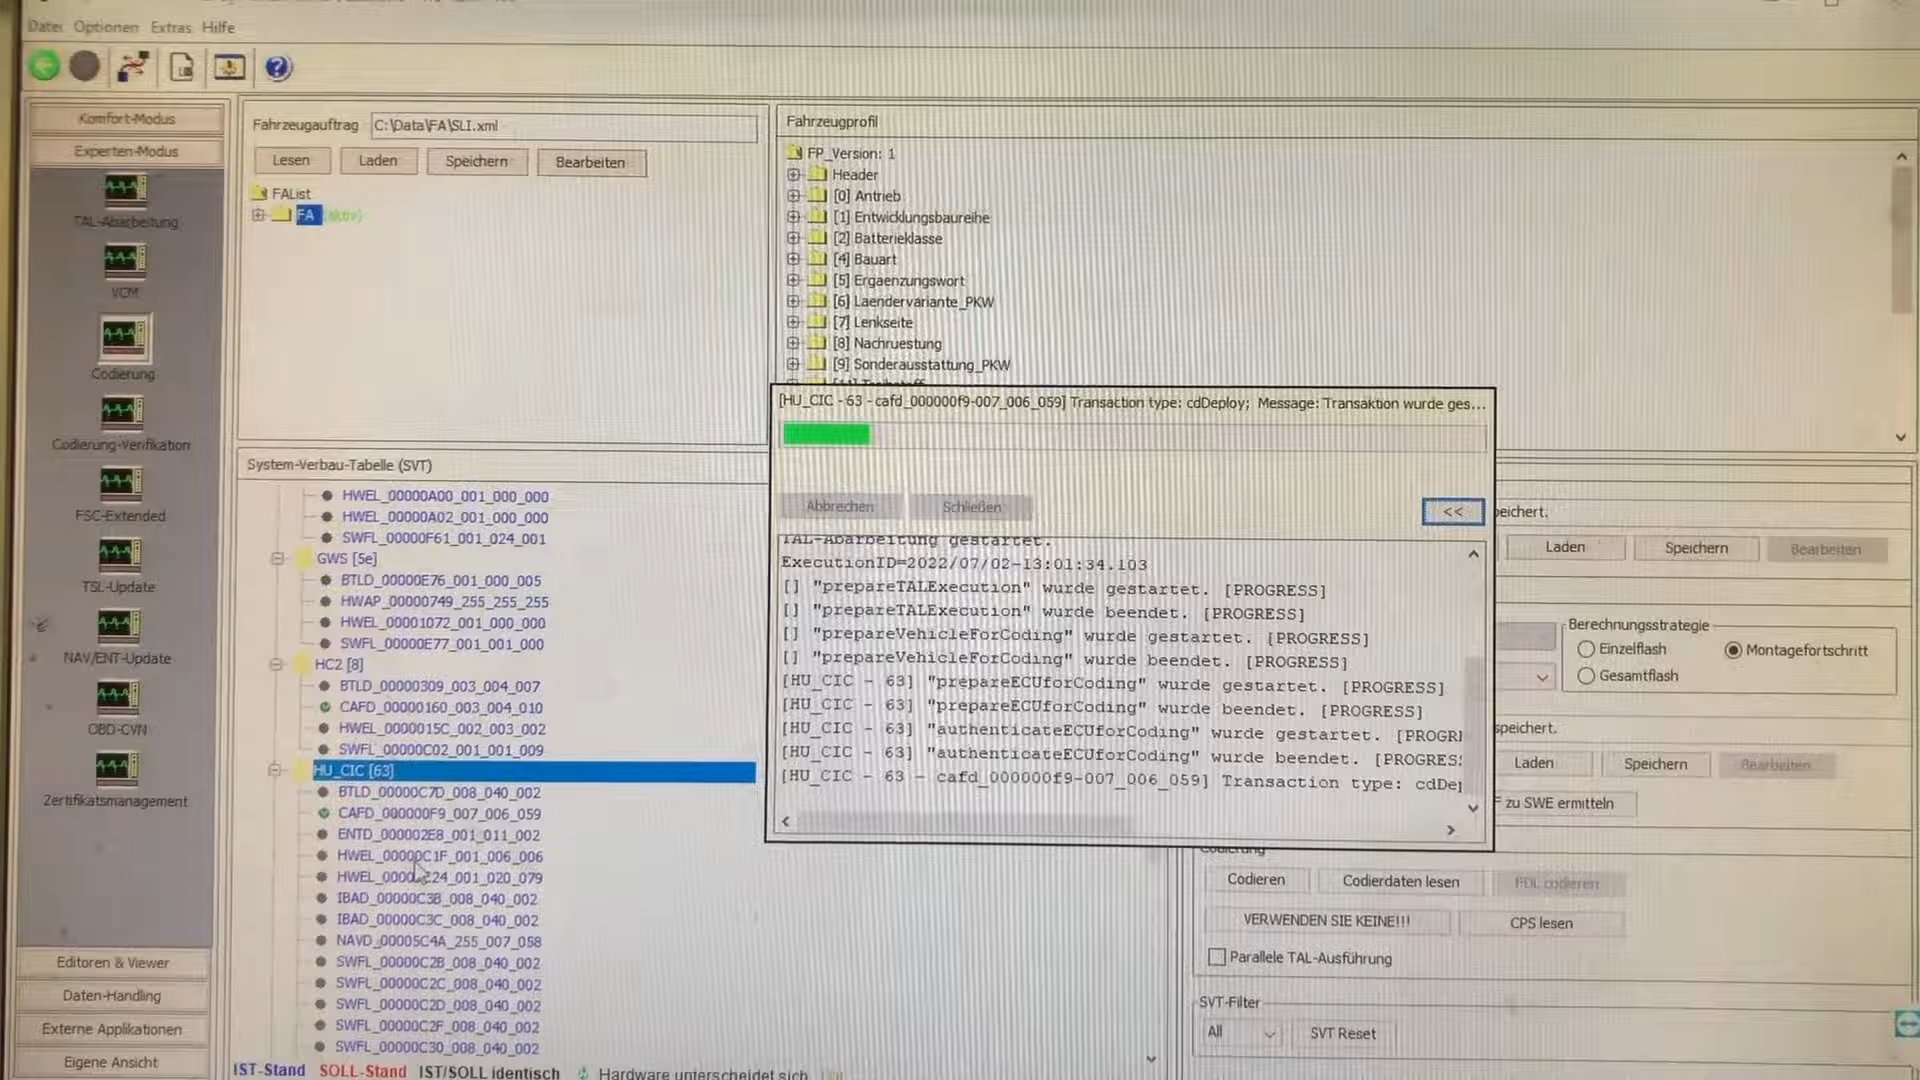 Datei Optionen Extras Hilfe
Komfort-Modus
Experten-Modus
TAL-Abarbeitung
VCM
Codierung
Codierung-Verifikation
FSC-Extended
TSL-Update
NAV/ENT-Update
OBD-CVN
Zertifikatsmanagement
Editoren & Viewer
Daten-Handling
Externe Applikationen
Eigene Ansicht
Fahrzeugauftrag C:\Data\FA\SLI.xml
Lesen Laden Speichern Bearbeiten
FAList
FA (aktiv)
Fahrzeugprofil
FP_Version: 1
Header
[0] Antrieb
[1] Entwicklungsbaureihe
[2] Batterieklasse
[4] Bauart
[5] Ergaenzungswort
[6] Laendervariante_PKW
[7] Lenkseite
[8] Nachruestung
[9] Sonderausstattung_PKW
System-Verbau-Tabelle (SVT)
HWEL_00000A00_001_000_000
HWEL_00000A02_001_000_000
SWFL_00000F61_001_024_001
GWS [5e]
BTLD_00000E76_001_000_005
HWAP_00000749_255_255_255
HWEL_00001072_001_000_000
SWFL_00000E77_001_001_000
HC2 [8]
BTLD_00000309_003_004_007
CAFD_00000160_003_004_010
HWEL_0000015C_002_003_002
SWFL_00000C02_001_001_009
HU_CIC [63]
BTLD_00000C7D_008_040_002
CAFD_000000F9_007_006_059
ENTD_000002E8_001_011_002
HWEL_00000C1F_001_006_006
IBAD_00000C3B_008_040_002
IBAD_00000C3C_008_040_002
NAVD_00005C4A_255_007_058
SWFL_00000C2B_008_040_002
SWFL_00000C2C_008_040_002
SWFL_00000C2D_008_040_002
SWFL_00000C2F_008_040_002
SWFL_00000C30_008_040_002
IST-Stand SOLL-Stand IST/SOLL identisch Hardware unterscheidet sich
[HU_CIC - 63 - cafd_000000f9-007_006_059] Transaction type: cdDeploy; Message: Transaktion wurde ges...
Abbrechen Schließen <<
TAL-Abarbeitung gestartet.
ExecutionID=2022/07/02-13:01:34.103
[] "prepareTALExecution" wurde gestartet. [PROGRESS]
[] "prepareTALExecution" wurde beendet. [PROGRESS]
[] "prepareVehicleForCoding" wurde gestartet. [PROGRESS]
[] "prepareVehicleForCoding" wurde beendet. [PROGRESS]
[HU_CIC - 63] "prepareECUforCoding" wurde gestartet. [PROGRESS]
[HU_CIC - 63] "prepareECUforCoding" wurde beendet. [PROGRESS]
[HU_CIC - 63] "authenticateECUforCoding" wurde gestartet. [PROGR
[HU_CIC - 63] "authenticateECUforCoding" wurde beendet. [PROGRES
[HU_CIC - 63 - cafd_000000f9-007_006_059] Transaction type: cdDe
peichert.
Laden Speichern Bearbeiten
Berechnungsstrategie
Einzelflash Montagefortschritt
Gesamtflash
speichert.
Laden Speichern Bearbeiten
zu SWE ermitteln
Codierung
Codieren Codierdaten lesen FDL codieren
VERWENDEN SIE KEINE!!! CPS lesen
Parallele TAL-Ausführung
SVT-Filter
All SVT Reset